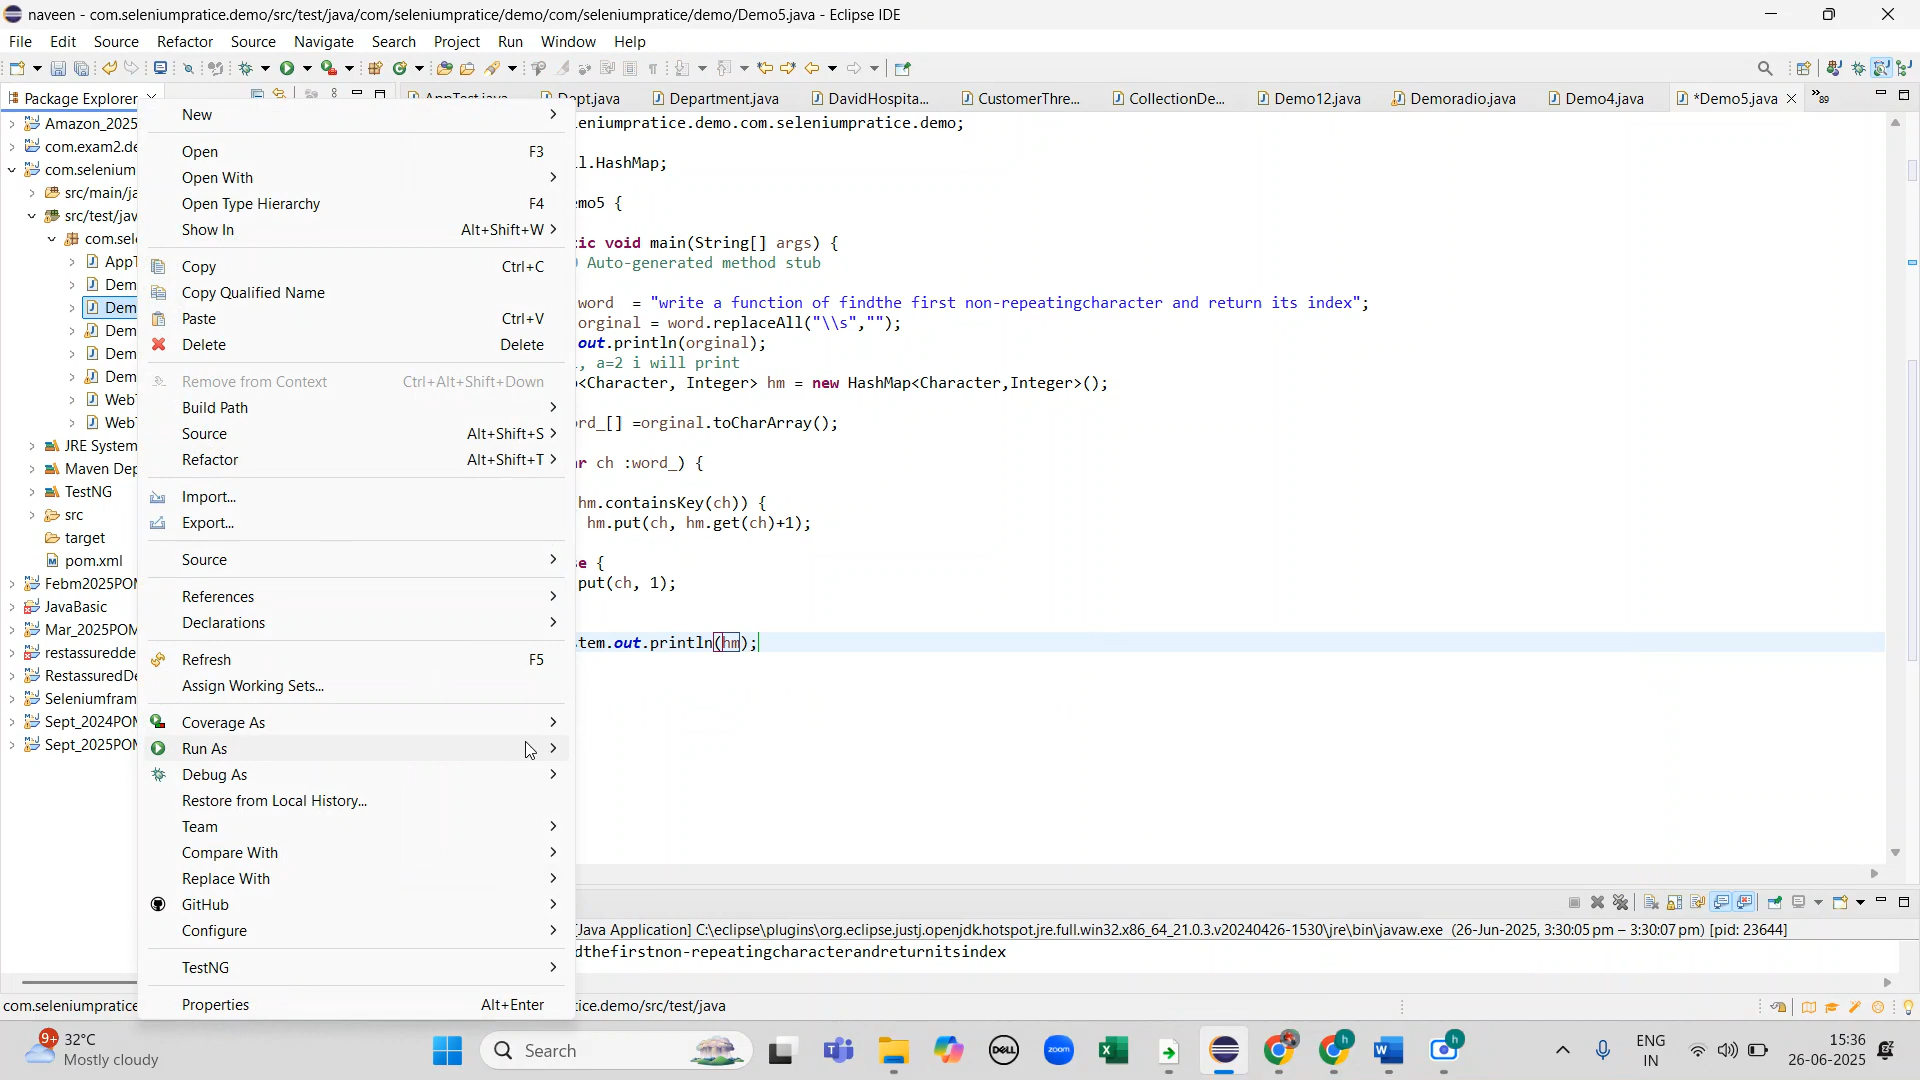 naveen - com.seleniumpratice.demo/src/test/java/com/seleniumpratice/demo/com/seleniumpratice/demo/Demo5.java - Eclipse IDE
File Edit Source Refactor Source Navigate Search Project Run Window Help
Package Explorer
AppTest.java Dept.java Department.java DavidHospita... CustomerThre... CollectionDe... Demo12.java Demoradio.java Demo4.java *Demo5.java »89
Amazon_2025
com.exam2.de
com.selenium
src/main/ja
src/test/jav
com.sel
App
Dem
Dem
Dem
Dem
Dem
Web
Web
JRE System
Maven Dep
TestNG
src
target
pom.xml
Febm2025POM
JavaBasic
Mar_2025POM
restassuredde
RestassuredDe
Seleniumfram
Sept_2024POM
Sept_2025POM
New
Open F3
Open With
Open Type Hierarchy F4
Show In Alt+Shift+W
Copy Ctrl+C
Copy Qualified Name
Paste Ctrl+V
Delete Delete
Remove from Context Ctrl+Alt+Shift+Down
Build Path
Source Alt+Shift+S
Refactor Alt+Shift+T
Import...
Export...
Source
References
Declarations
Refresh F5
Assign Working Sets...
Coverage As
Run As
Debug As
Restore from Local History...
Team
Compare With
Replace With
GitHub
Configure
TestNG
Properties Alt+Enter
eniumpratice.demo.com.seleniumpratice.demo;
l.HashMap;
mo5 {
ic void main(String[] args) {
Auto-generated method stub
word = "write a function of findthe first non-repeatingcharacter and return its index";
orginal = word.replaceAll("\\s","");
out.println(orginal);
, a=2 i will print
<Character, Integer> hm = new HashMap<Character,Integer>();
rd_[] =orginal.toCharArray();
r ch :word_) {
hm.containsKey(ch)) {
hm.put(ch, hm.get(ch)+1);
e {
put(ch, 1);
tem.out.println(hm);
[Java Application] C:\eclipse\plugins\org.eclipse.justj.openjdk.hotspot.jre.full.win32.x86_64_21.0.3.v20240426-1530\jre\bin\javaw.exe (26-Jun-2025, 3:30:05 pm – 3:30:07 pm) [pid: 23644]
dthefirstnon-repeatingcharacterandreturnitsindex
com.seleniumpratice
ice.demo/src/test/java
9+
32°C
Mostly cloudy
Search
DELL
zoom
ENG
IN
15:36
26-06-2025